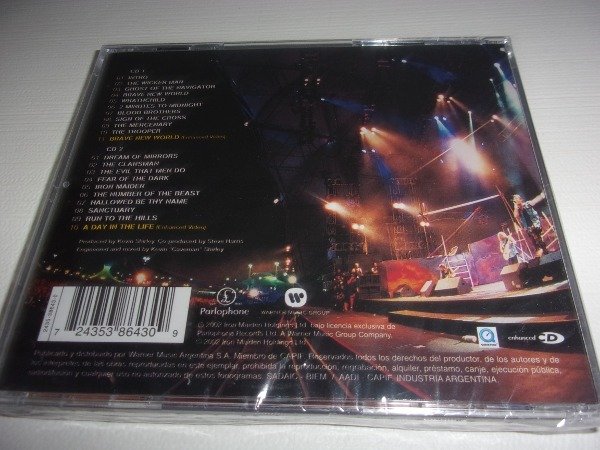 CD 1
01. INTRO
02. THE WICKER MAN
03. GHOST OF THE NAVIGATOR
04. BRAVE NEW WORLD
05. WRATHCHILD
06. 2 MINUTES TO MIDNIGHT
07. BLOOD BROTHERS
08. SIGN OF THE CROSS
09. THE MERCENARY
10. THE TROOPER
11. BRAVE NEW WORLD (Enhanced Video)
CD 2
01. DREAM OF MIRRORS
02. THE CLANSMAN
03. THE EVIL THAT MEN DO
04. FEAR OF THE DARK
05. IRON MAIDEN
06. THE NUMBER OF THE BEAST
07. HALLOWED BE THY NAME
08. SANCTUARY
09. RUN TO THE HILLS
10. A DAY IN THE LIFE (Enhanced Video)
Produced by Kevin Shirley Co-produced by Steve Harris
Engineered and mixed by Kevin "Caveman" Shirley
7 24353 86430 9
Parlophone
WARNER MUSIC GROUP
℗ 2002 Iron Maiden Holdings Ltd. bajo licencia exclusiva de
Parlophone Records Ltd. A Warner Music Group Company.
© 2002 Iron Maiden Holdings Ltd.
enhanced CD
Publicado y distribuido por Warner Music Argentina S.A. Miembro de CAPIF. Reservados todos los derechos del productor, de los autores y de
los intérpretes de las obras reproducidas en este ejemplar, prohibida la reproducción, regrabación, alquiler, préstamo, canje, ejecución pública,
radiodifusión y cualquier uso no autorizado de estos fonogramas. SADAIC - BIEM / AADI - CAPIF INDUSTRIA ARGENTINA.